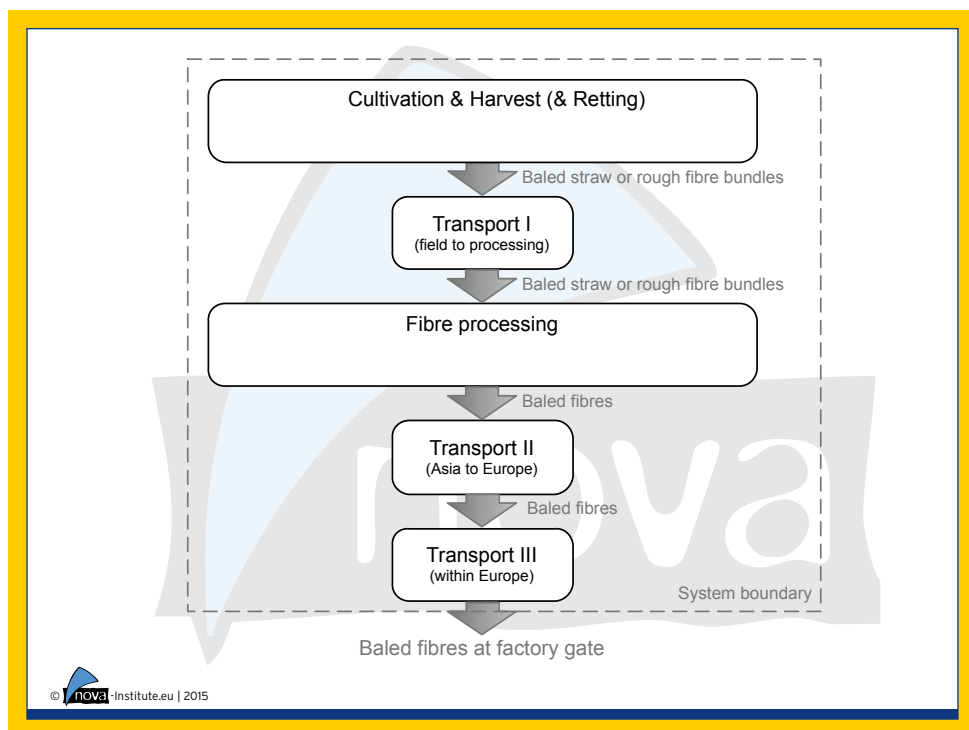 Cultivation & Harvest (& Retting)
Baled straw or rough fibre bundles
Transport I
(field to processing)
Baled straw or rough fibre bundles
Fibre processing
Baled fibres
Transport II
(Asia to Europe)
Baled fibres
Transport III
(within Europe)
System boundary
Baled fibres at factory gate
nova
© nova-Institute.eu | 2015